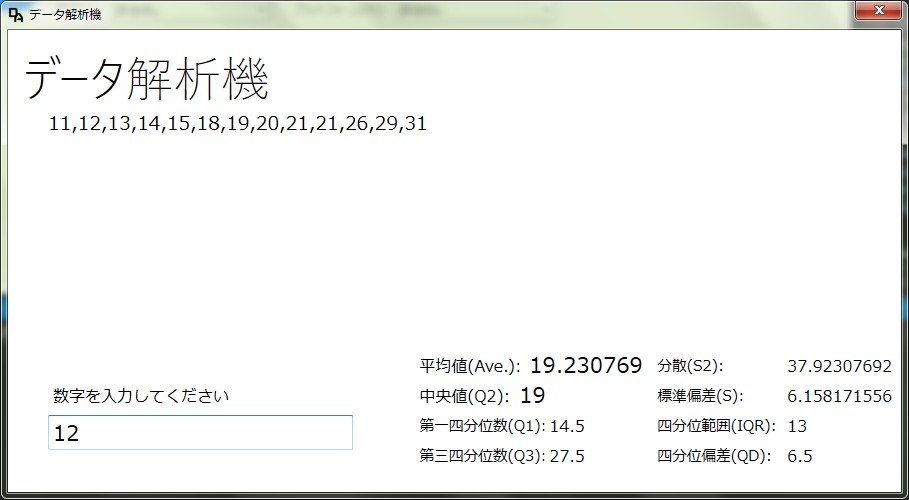 DA データ解析機
データ解析機
11,12,13,14,15,18,19,20,21,21,26,29,31
平均値(Ave.): 19.230769 分散(S2): 37.92307692
数字を入力してください 中央値(Q2): 19 標準偏差(S): 6.158171556
12 第一四分位数(Q1): 14.5 四分位範囲(IQR): 13
第三四分位数(Q3): 27.5 四分位偏差(QD): 6.5